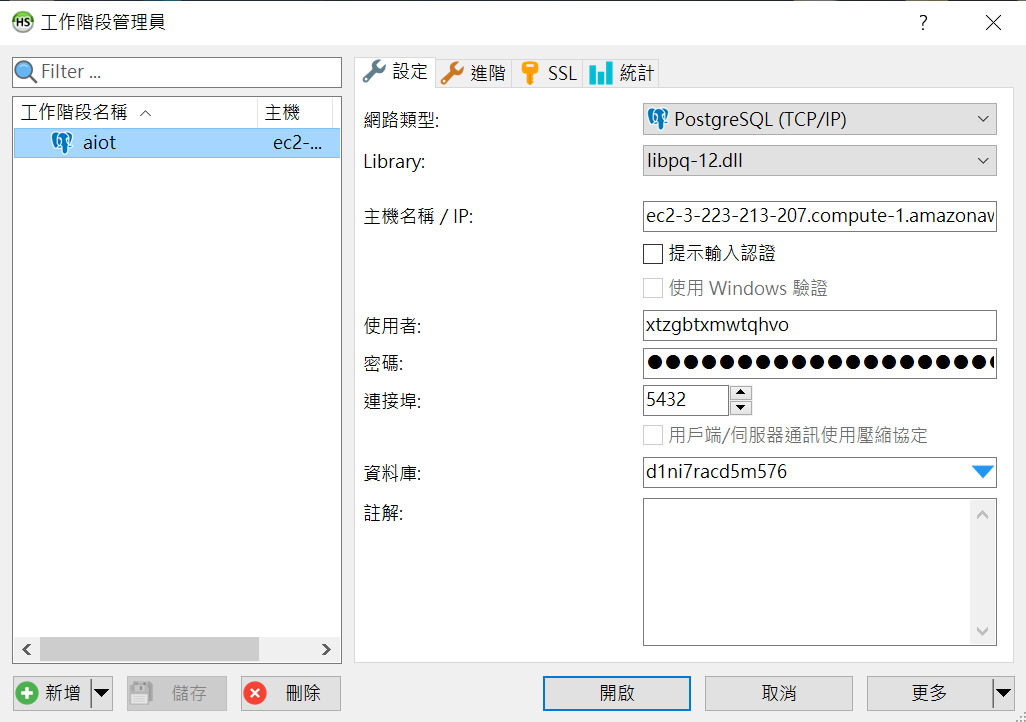 HS 工作階段管理員
Filter ...
工作階段名稱 主機
aiot ec2-...
設定 進階 SSL 統計
網路類型: PostgreSQL (TCP/IP)
Library: libpq-12.dll
主機名稱 / IP: ec2-3-223-213-207.compute-1.amazonaw
提示輸入認證
使用 Windows 驗證
使用者: xtzgbtxmwtqhvo
密碼: ●●●●●●●●●●●●●●●●●●●●
連接埠: 5432
用戶端/伺服器通訊使用壓縮協定
資料庫: d1ni7racd5m576
註解:
新增 儲存 刪除 開啟 取消 更多